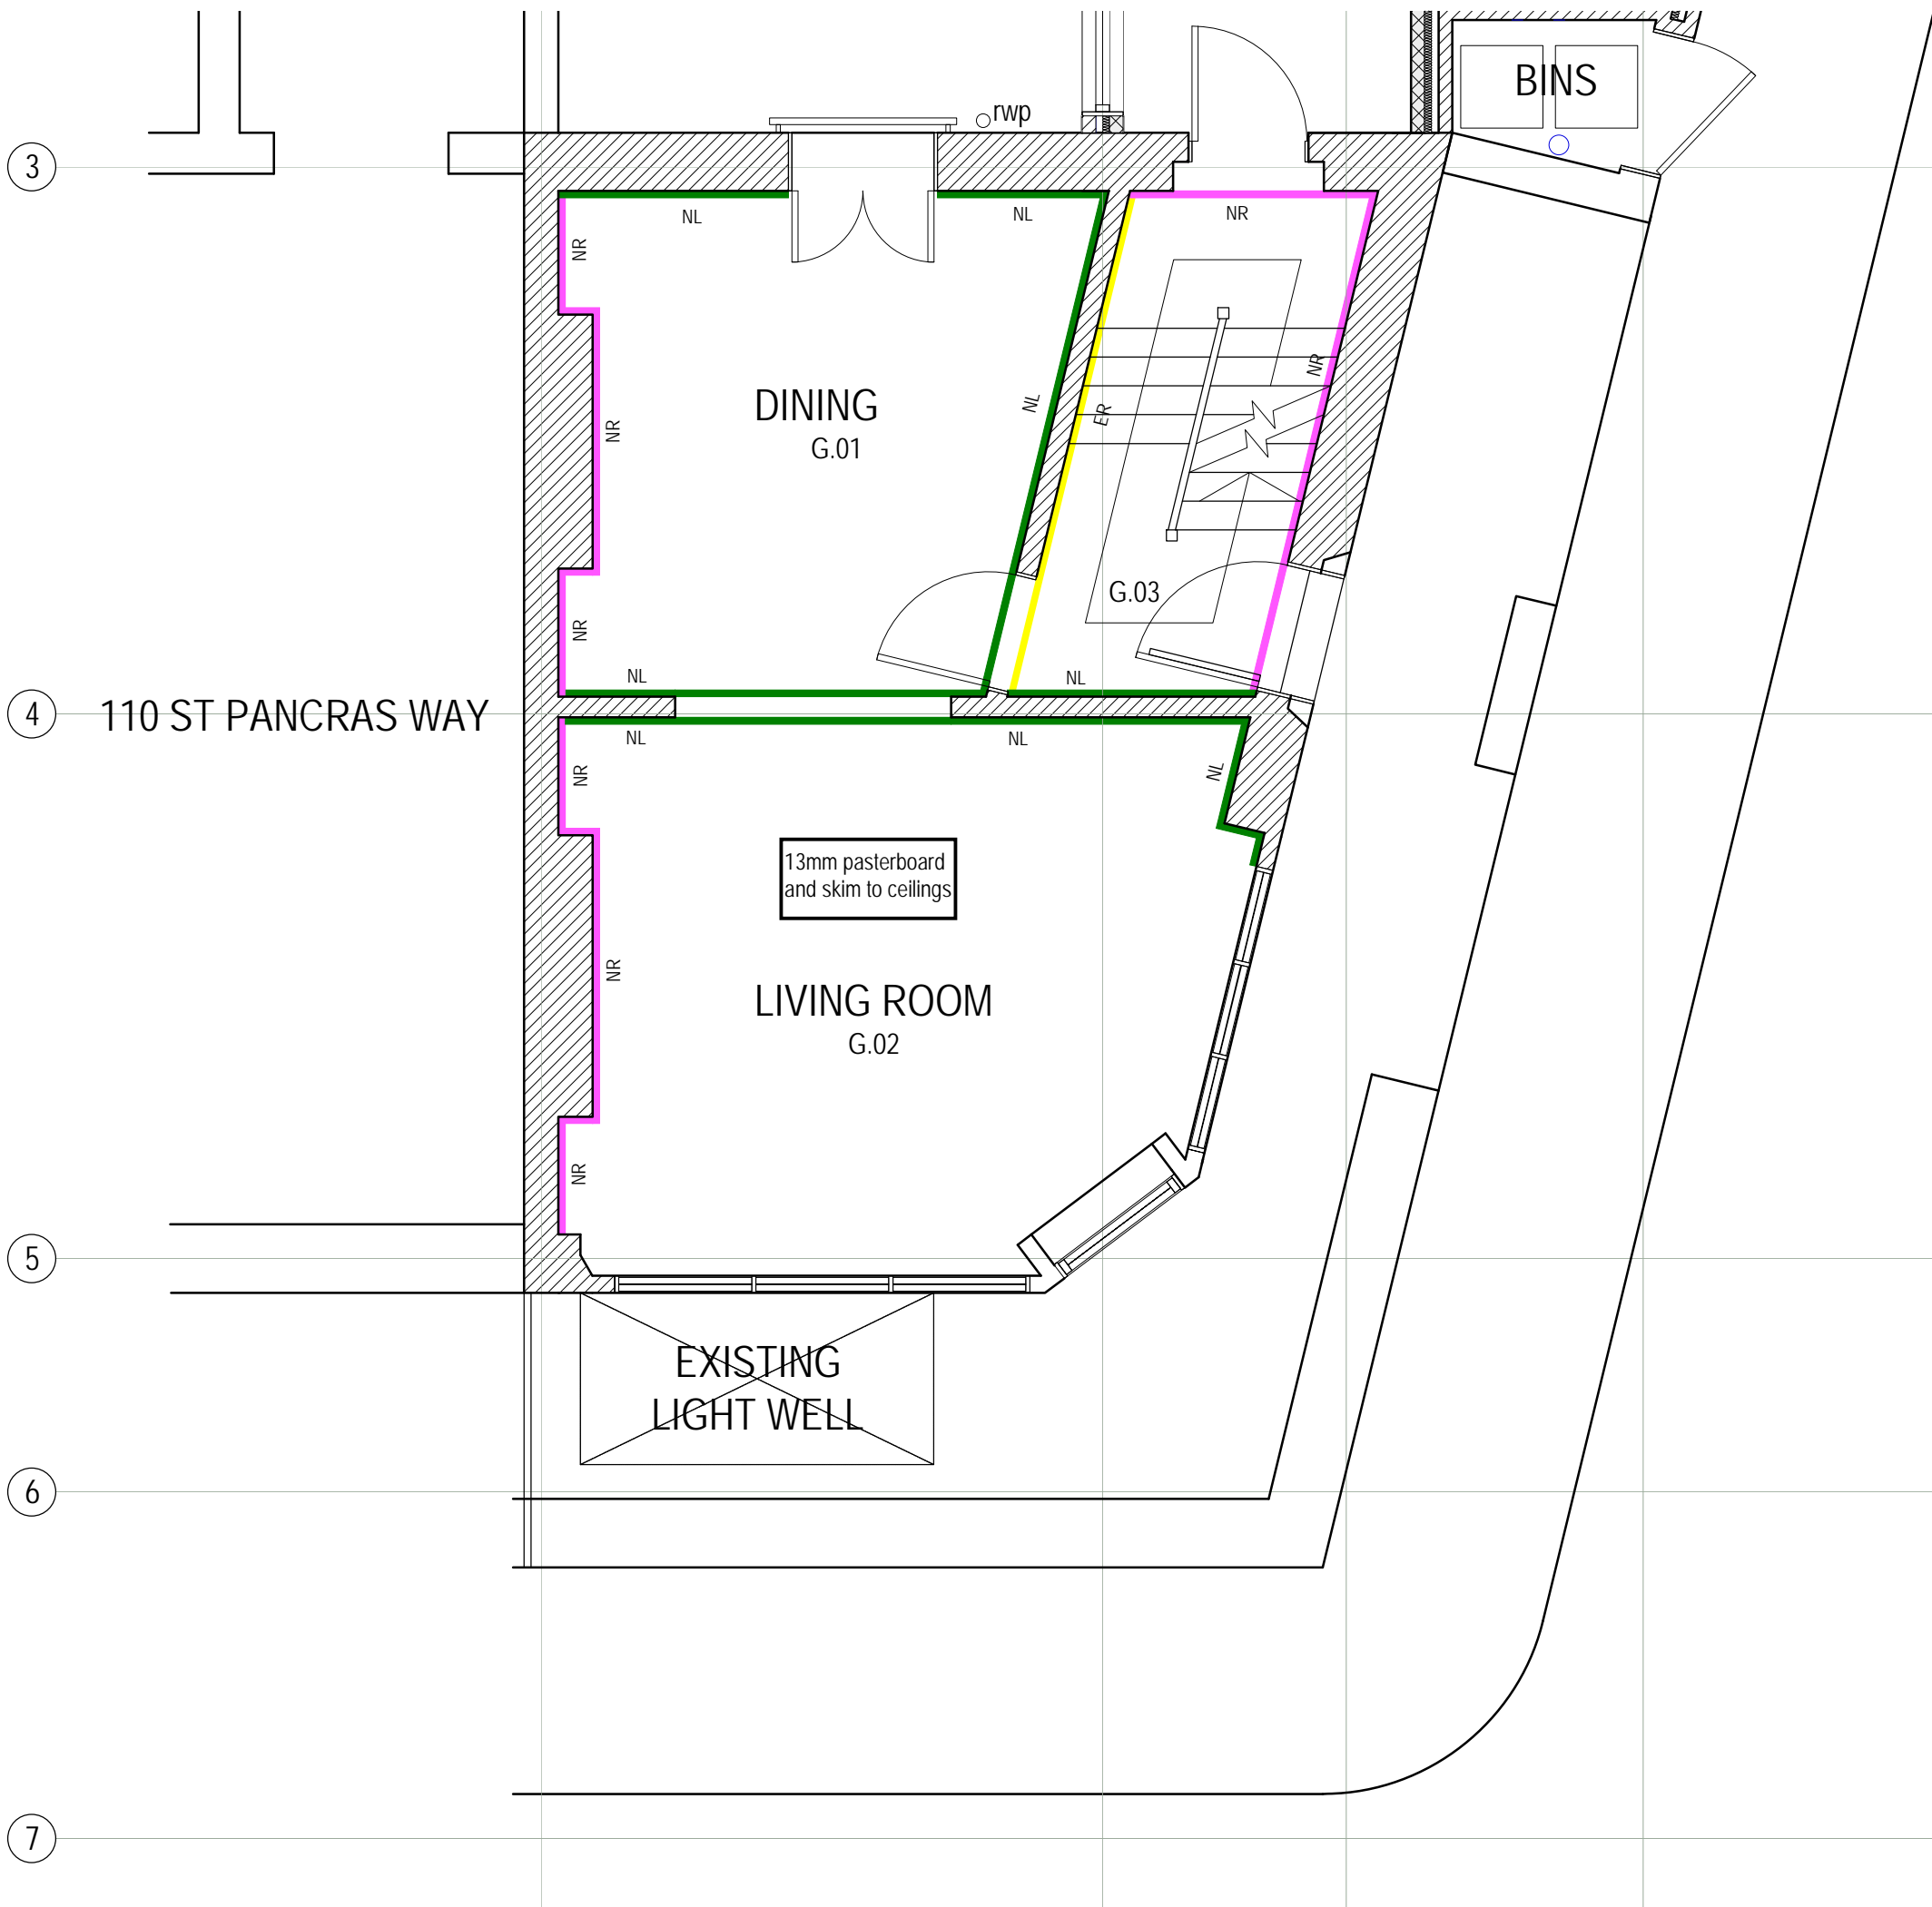 BINS
rwp
3
NL
NL
NR
NR
NR
NR
NL
ER
DINING
G.01
NR
G.03
NR
NL
NL
4
110 ST PANCRAS WAY
NL
NL
NR
NL
13mm pasterboard
and skim to ceilings
NR
LIVING ROOM
G.02
NR
5
EXISTING
LIGHT WELL
6
7